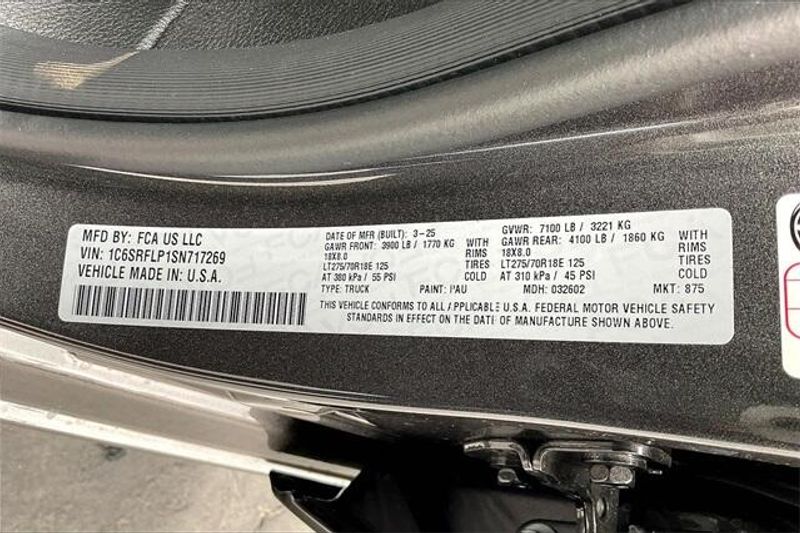 MFD BY: FCA US LLC
VIN: 1C6SRFLP1SN717269
VEHICLE MADE IN U.S.A.
DATE OF MFR (BUILT): 3-25
GAWR FRONT: 3900 LB / 1770 KG WITH
18X8.0 RIMS
LT275/70R18E 125 TIRES
AT 380 kPa / 55 PSI COLD
TYPE: TRUCK PAINT: PAU
GVWR: 7100 LB / 3221 KG
GAWR REAR: 4100 LB / 1860 KG WITH
18X8.0 RIMS
LT275/70R18E 125 TIRES
AT 310 kPa / 45 PSI COLD
MDH: 032602 MKT: 875
THIS VEHICLE CONFORMS TO ALL APPLICABLE U.S.A. FEDERAL MOTOR VEHICLE SAFETY
STANDARDS IN EFFECT ON THE DATE OF MANUFACTURE SHOWN ABOVE.